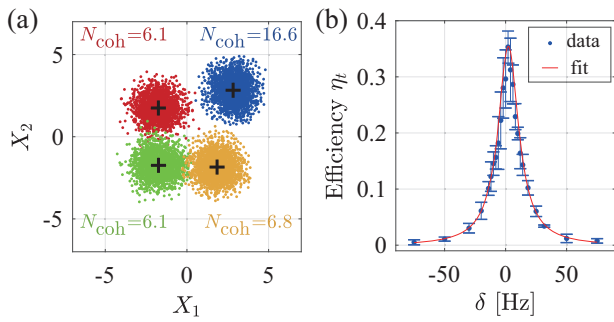 (a)
N_coh=6.1
N_coh=16.6
5
0
-5
X_2
N_coh=6.1
N_coh=6.8
-5
0
5
X_1
(b)
data
fit
0.4
0.3
0.2
0.1
0
Efficiency η_t
-50
0
50
δ [Hz]